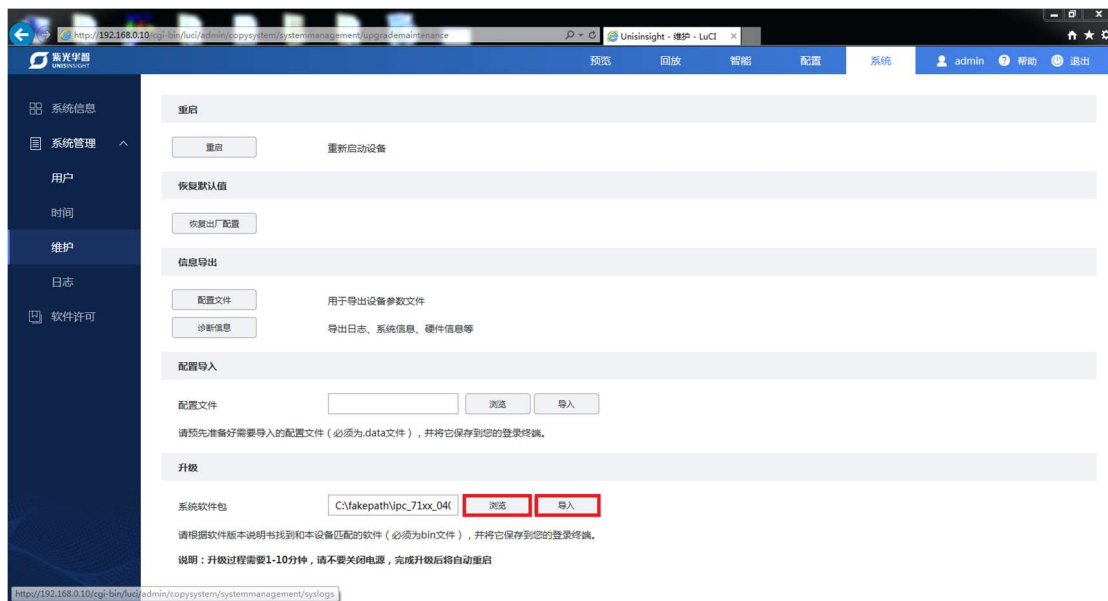 http://192.168.0.10/cgi-bin/luci/admin/copysystem/systemmanagement/upgrademaintenance
Unisinsight - 维护 - LuCI
紫光华智
UNISINSIGHT
预览 回放 智能 配置 系统 admin 帮助 退出
系统信息
系统管理
用户
时间
维护
日志
软件许可
重启
重启 重新启动设备
恢复默认值
恢复出厂配置
信息导出
配置文件 用于导出设备参数文件
诊断信息 导出日志、系统信息、硬件信息等
配置导入
配置文件 浏览 导入
请预先准备好需要导入的配置文件（必须为.data文件），并将它保存到您的登录终端。
升级
系统软件包 C:\fakepath\ipc_71xx_04( 浏览 导入
请根据软件版本说明书找到和本设备匹配的软件（必须为bin文件），并将它保存到您的登录终端。
说明：升级过程需要1-10分钟，请不要关闭电源，完成升级后将自动重启
http://192.168.0.10/cgi-bin/luci/admin/copysystem/systemmanagement/syslogs